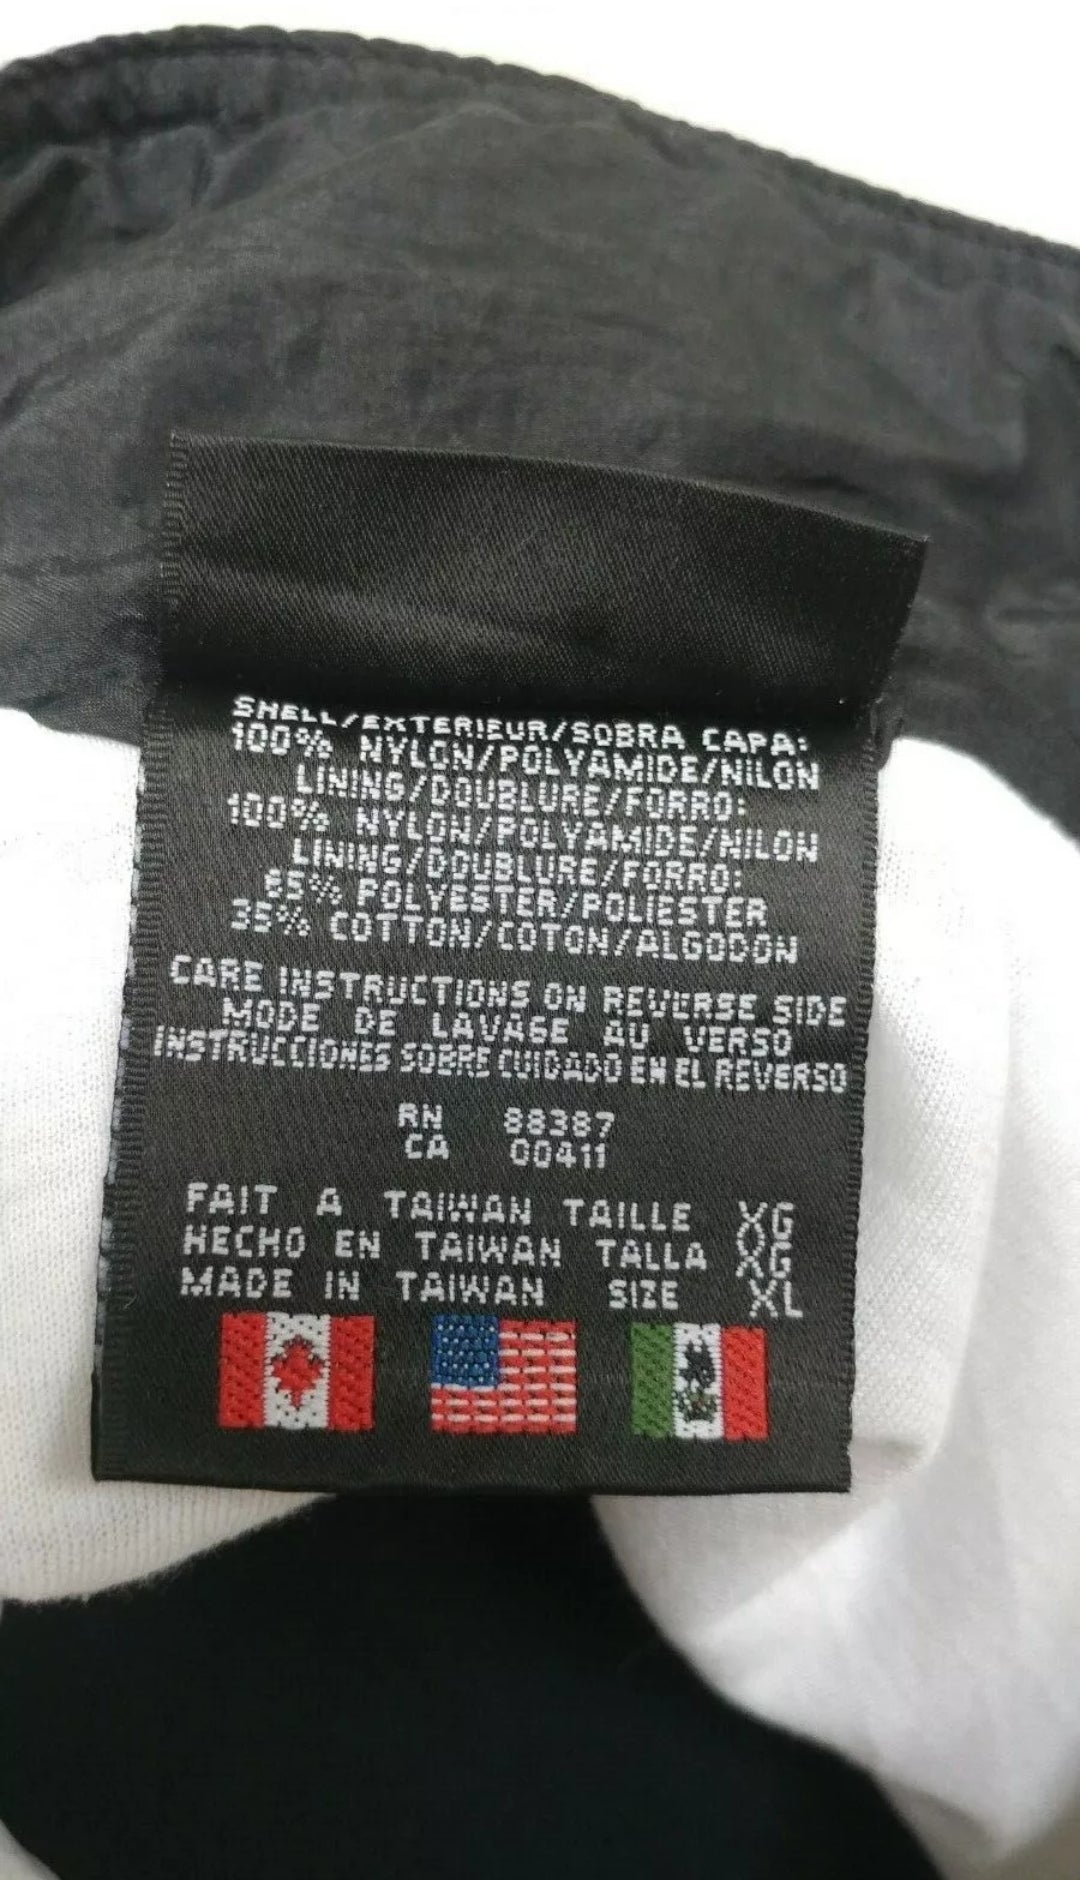 SHELL/EXTERIEUR/SOBRA CAPA:
100% NYLON/POLYAMIDE/NILON
LINING/DOUBLURE/FORRO:
100% NYLON/POLYAMIDE/NILON
LINING/DOUBLURE/FORRO:
65% POLYESTER/POLIESTER
35% COTTON/COTON/ALGODON
CARE INSTRUCTIONS ON REVERSE SIDE
MODE DE LAVAGE AU VERSO
INSTRUCCIONES SOBRE CUIDADO EN EL REVERSO
RN 88387
CA 00411
FAIT A TAIWAN TAILLE XG
HECHO EN TAIWAN TALLA XG
MADE IN TAIWAN SIZE XL